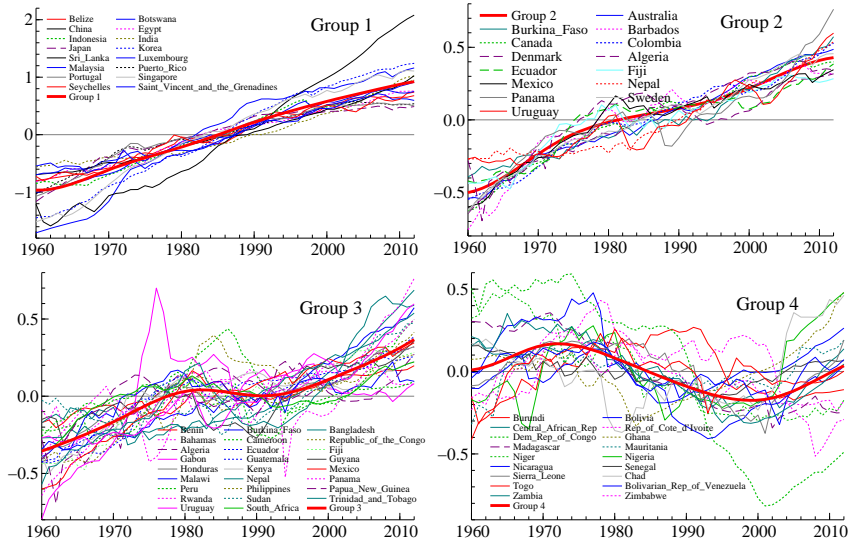 Group 1
Belize Botswana
China Egypt
Indonesia India
Japan Korea
Sri_Lanka Luxembourg
Malaysia Puerto_Rico
Portugal Singapore
Seychelles Saint_Vincent_and_the_Grenadines
Group 1
2
1
0
−1
1960 1970 1980 1990 2000 2010
Group 2
Group 2 Australia
Burkina_Faso Barbados
Canada Colombia
Denmark Algeria
Ecuador Fiji
Mexico Nepal
Panama Sweden
Uruguay
0.5
0.0
−0.5
1960 1970 1980 1990 2000 2010
Group 3
0.5
0.0
−0.5
Benin Burkina_Faso Bangladesh
Bahamas Cameroon Republic_of_the_Congo
Algeria Ecuador Fiji
Gabon Guatemala Guyana
Honduras Kenya Mexico
Malawi Nepal Panama
Peru Philippines Papua_New_Guinea
Rwanda Sudan Trinidad_and_Tobago
Uruguay South_Africa Group 3
1960 1970 1980 1990 2000 2010
Group 4
0.5
0.0
−0.5
Burundi Bolivia
Central_African_Rep Rep_of_Cote_d'Ivoire
Dem_Rep_of_Congo Ghana
Madagascar Mauritania
Niger Nigeria
Nicaragua Senegal
Sierra_Leone Chad
Togo Bolivarian_Rep_of_Venezuela
Zambia Zimbabwe
Group 4
1960 1970 1980 1990 2000 2010